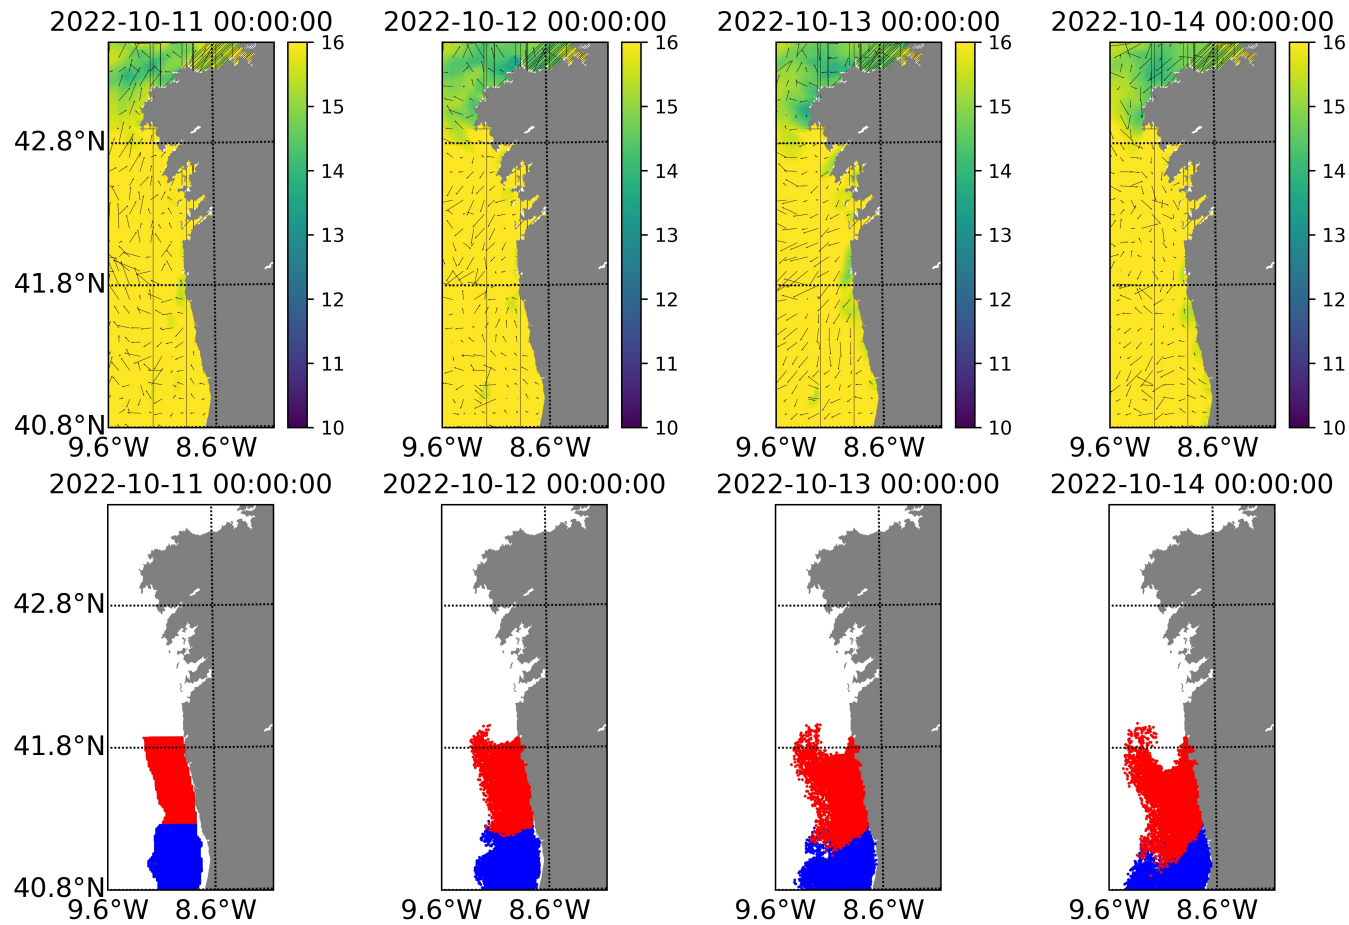 2022-10-11 00:00:00 2022-10-12 00:00:00 2022-10-13 00:00:00 2022-10-14 00:00:00
16 16 16 16
15 15 15 15
42.8°N
14 14 14 14
13 13 13 13
41.8°N
12 12 12 12
11 11 11 11
40.8°N 10 10 10 10
9.6°W 8.6°W 9.6°W 8.6°W 9.6°W 8.6°W 9.6°W 8.6°W
2022-10-11 00:00:00 2022-10-12 00:00:00 2022-10-13 00:00:00 2022-10-14 00:00:00
42.8°N
41.8°N
40.8°N
9.6°W 8.6°W 9.6°W 8.6°W 9.6°W 8.6°W 9.6°W 8.6°W